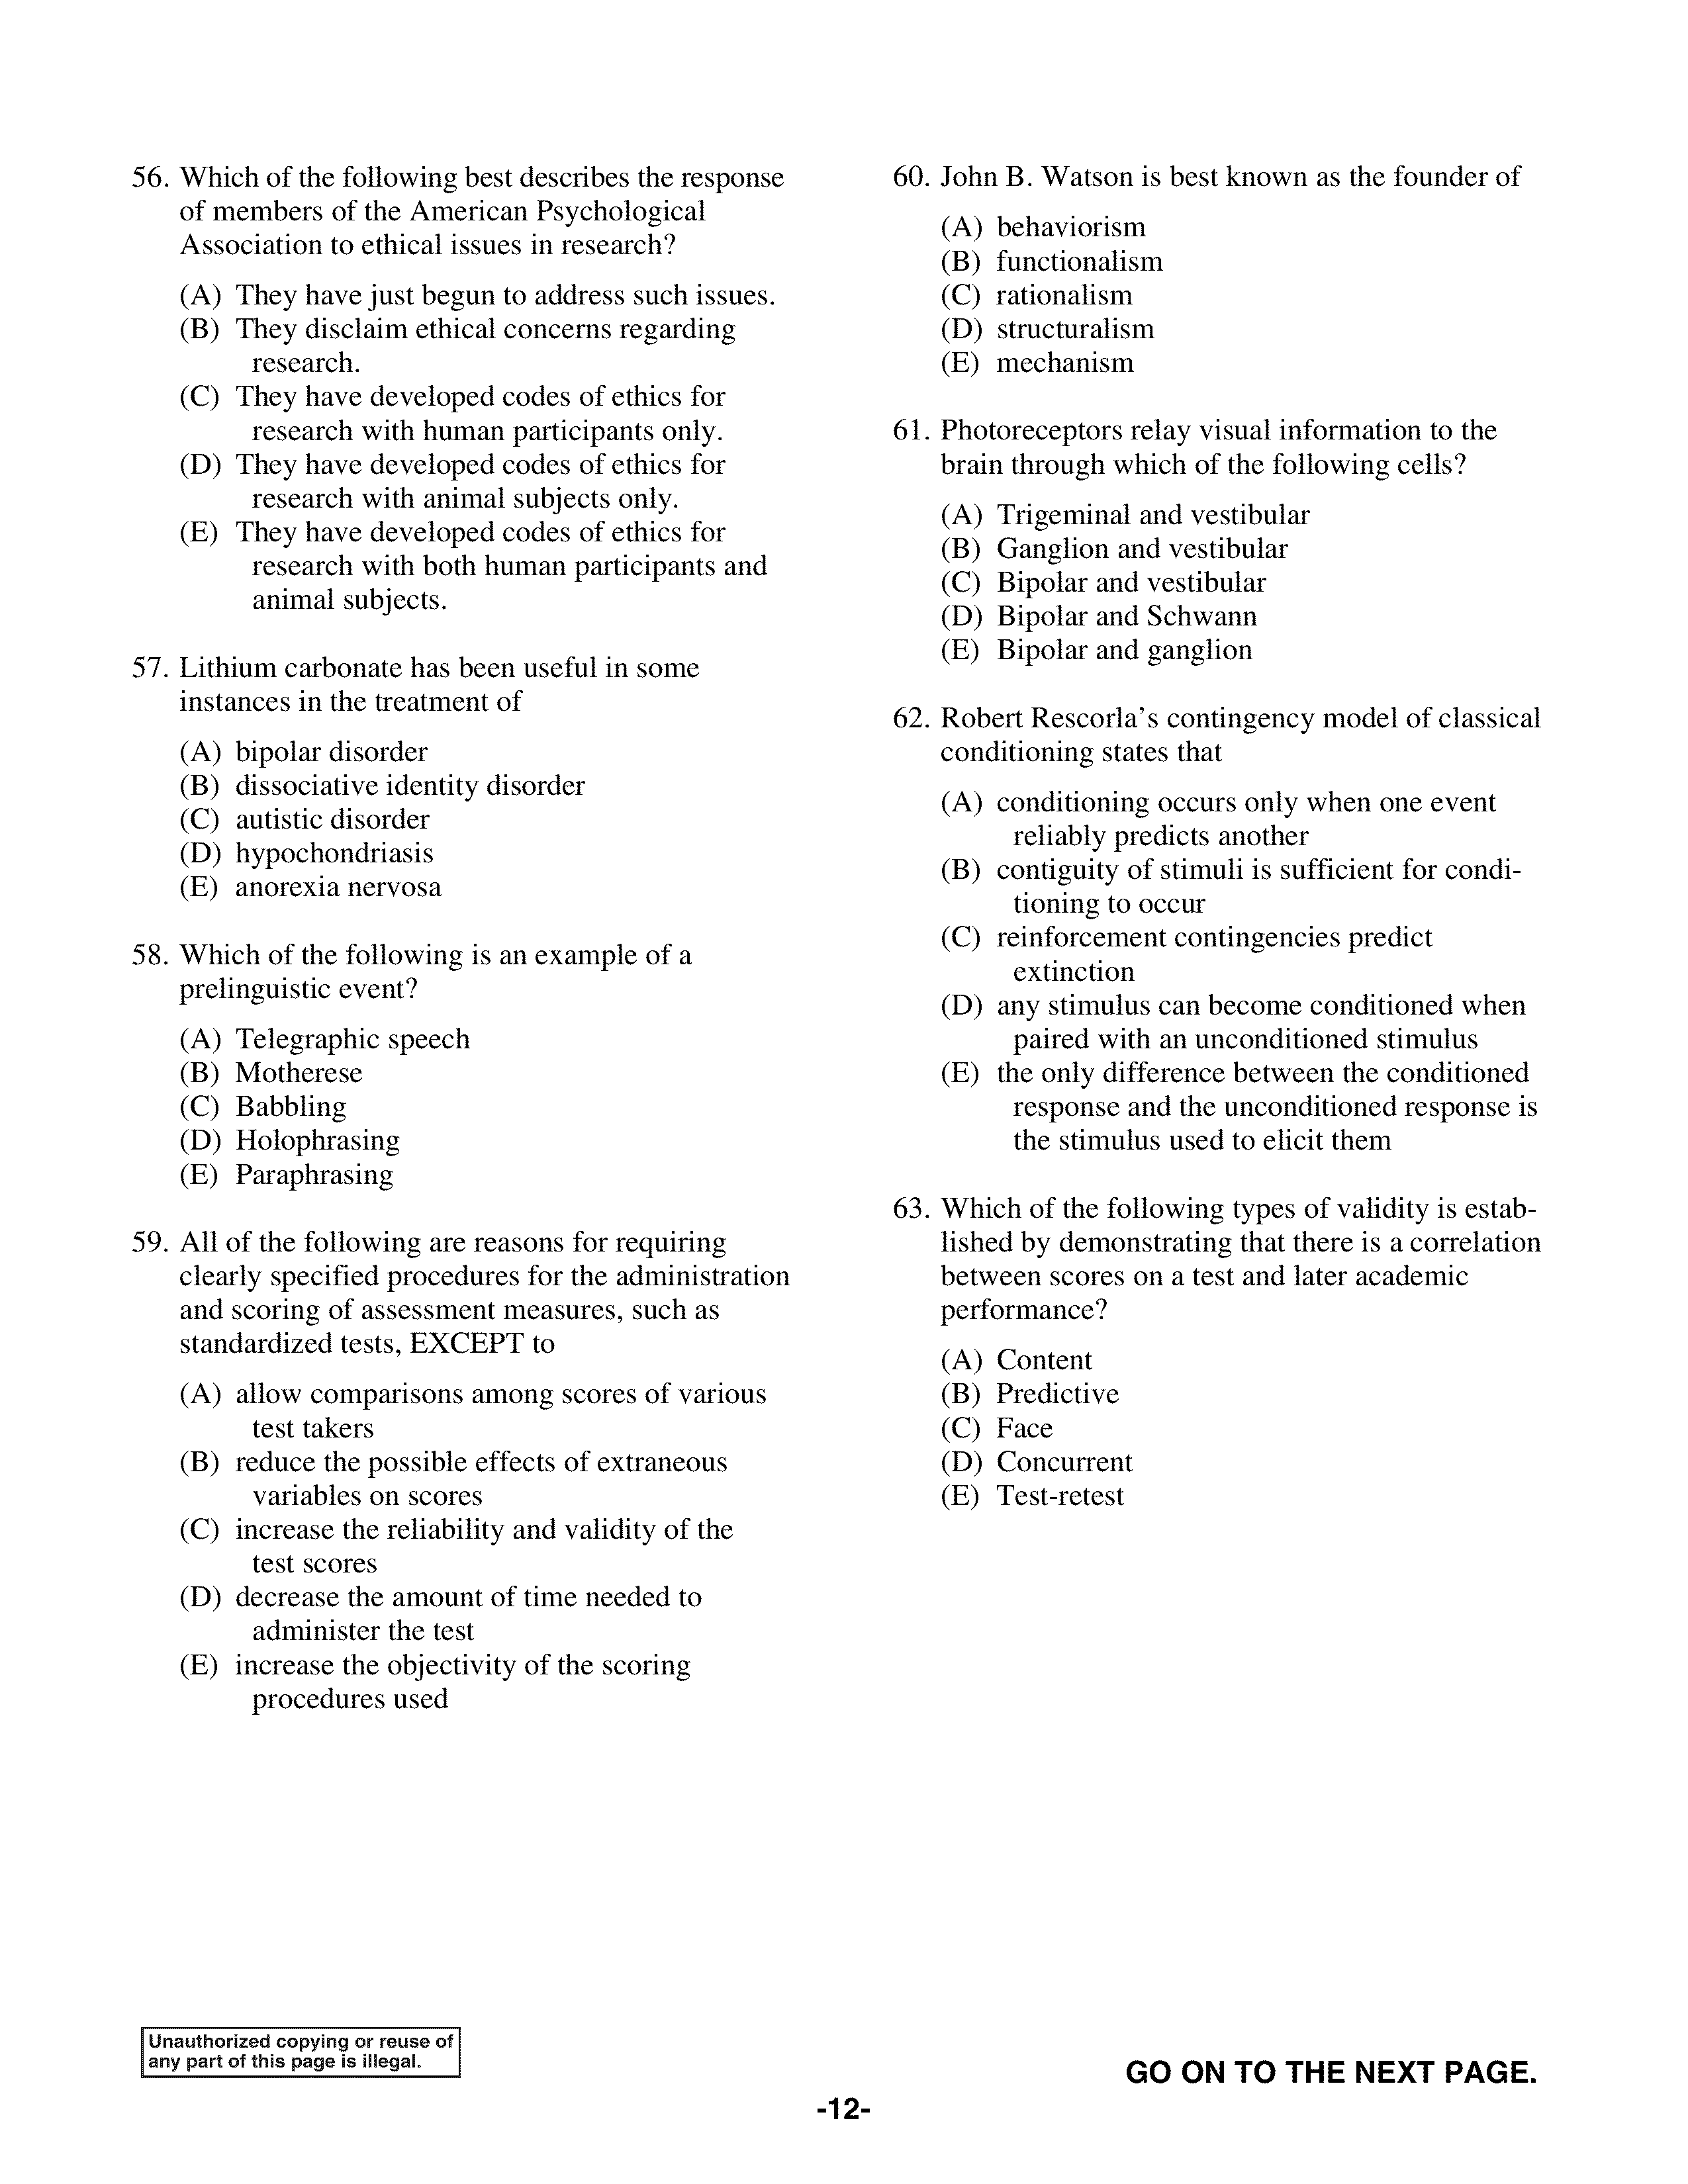 56. Which of the following best describes the response
of members of the American Psychological
Association to ethical issues in research?
(A) They have just begun to address such issues.
(B) They disclaim ethical concerns regarding
research.
(C) They have developed codes of ethics for
research with human participants only.
(D) They have developed codes of ethics for
research with animal subjects only.
(E) They have developed codes of ethics for
research with both human participants and
animal subjects.
57. Lithium carbonate has been useful in some
instances in the treatment of
(A) bipolar disorder
(B) dissociative identity disorder
(C) autistic disorder
(D) hypochondriasis
(E) anorexia nervosa
58. Which of the following is an example of a
prelinguistic event?
(A) Telegraphic speech
(B) Motherese
(C) Babbling
(D) Holophrasing
(E) Paraphrasing
59. All of the following are reasons for requiring
clearly specified procedures for the administration
and scoring of assessment measures, such as
standardized tests, EXCEPT to
(A) allow comparisons among scores of various
test takers
(B) reduce the possible effects of extraneous
variables on scores
(C) increase the reliability and validity of the
test scores
(D) decrease the amount of time needed to
administer the test
(E) increase the objectivity of the scoring
procedures used
60. John B. Watson is best known as the founder of
(A) behaviorism
(B) functionalism
(C) rationalism
(D) structuralism
(E) mechanism
61. Photoreceptors relay visual information to the
brain through which of the following cells?
(A) Trigeminal and vestibular
(B) Ganglion and vestibular
(C) Bipolar and vestibular
(D) Bipolar and Schwann
(E) Bipolar and ganglion
62. Robert Rescorla's contingency model of classical
conditioning states that
(A) conditioning occurs only when one event
reliably predicts another
(B) contiguity of stimuli is sufficient for condi-
tioning to occur
(C) reinforcement contingencies predict
extinction
(D) any stimulus can become conditioned when
paired with an unconditioned stimulus
(E) the only difference between the conditioned
response and the unconditioned response is
the stimulus used to elicit them
63. Which of the following types of validity is estab-
lished by demonstrating that there is a correlation
between scores on a test and later academic
performance?
(A) Content
(B) Predictive
(C) Face
(D) Concurrent
(E) Test-retest
Unauthorized copying or reuse of
any part of this page is illegal.
GO ON TO THE NEXT PAGE.
-12-